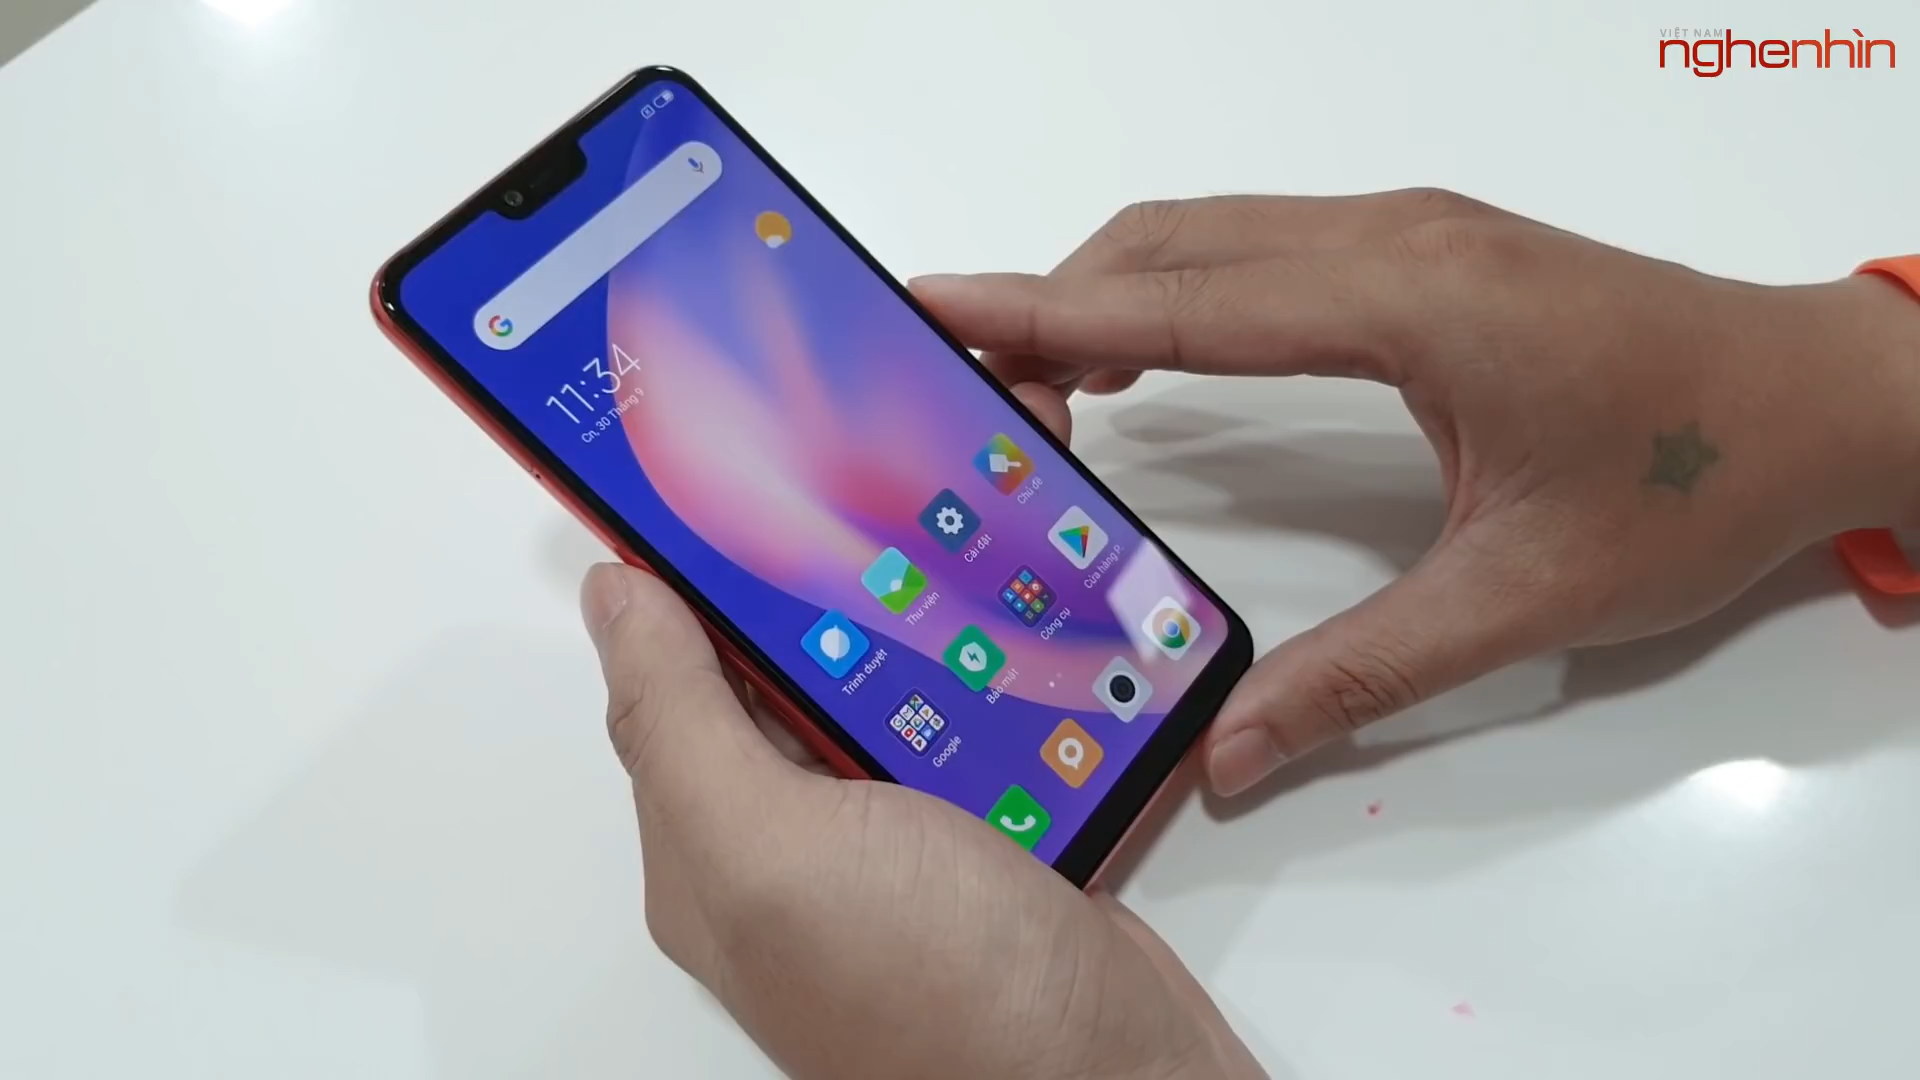 VIỆT NAM
nghenhìn
11:34
CN, 30 Tháng 9
Chủ đề
Cài đặt
Cửa hàng P.
Thư viện
Công cụ
Trình duyệt
Bảo mật
Google